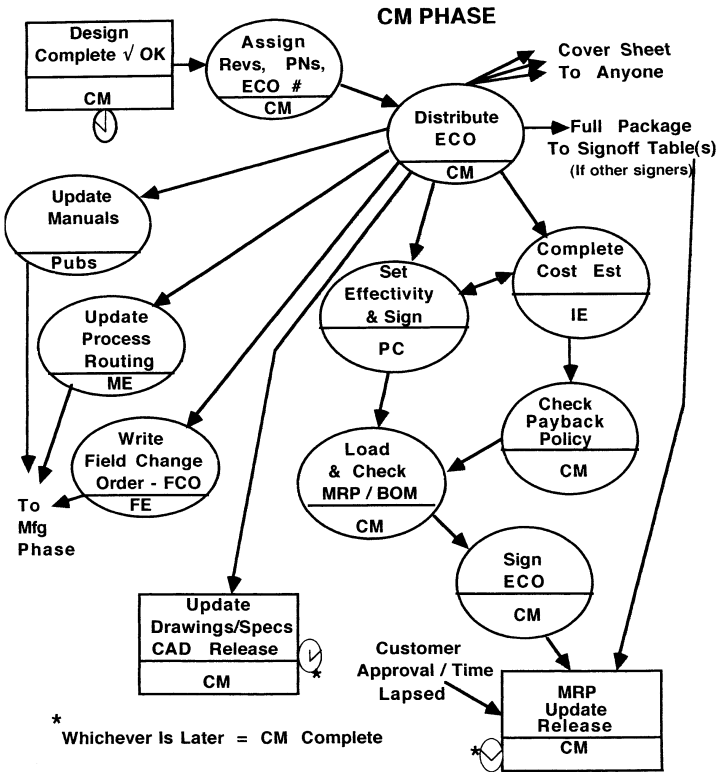 CM PHASE
Design
Complete √ OK
CM
Assign
Revs, PNs,
ECO #
CM
Cover Sheet
To Anyone
Distribute
ECO
CM
Full Package
To Signoff Table(s)
(If other signers)
Update
Manuals
Pubs
Complete
Cost Est
IE
Set
Effectivity
& Sign
PC
Update
Process
Routing
ME
Check
Payback
Policy
CM
Write
Field Change
Order - FCO
FE
Load
& Check
MRP / BOM
CM
To
Mfg
Phase
Sign
ECO
CM
Update
Drawings/Specs
CAD Release
CM
*
Customer
Approval / Time
Lapsed
MRP
Update
Release
CM
*
* Whichever Is Later = CM Complete